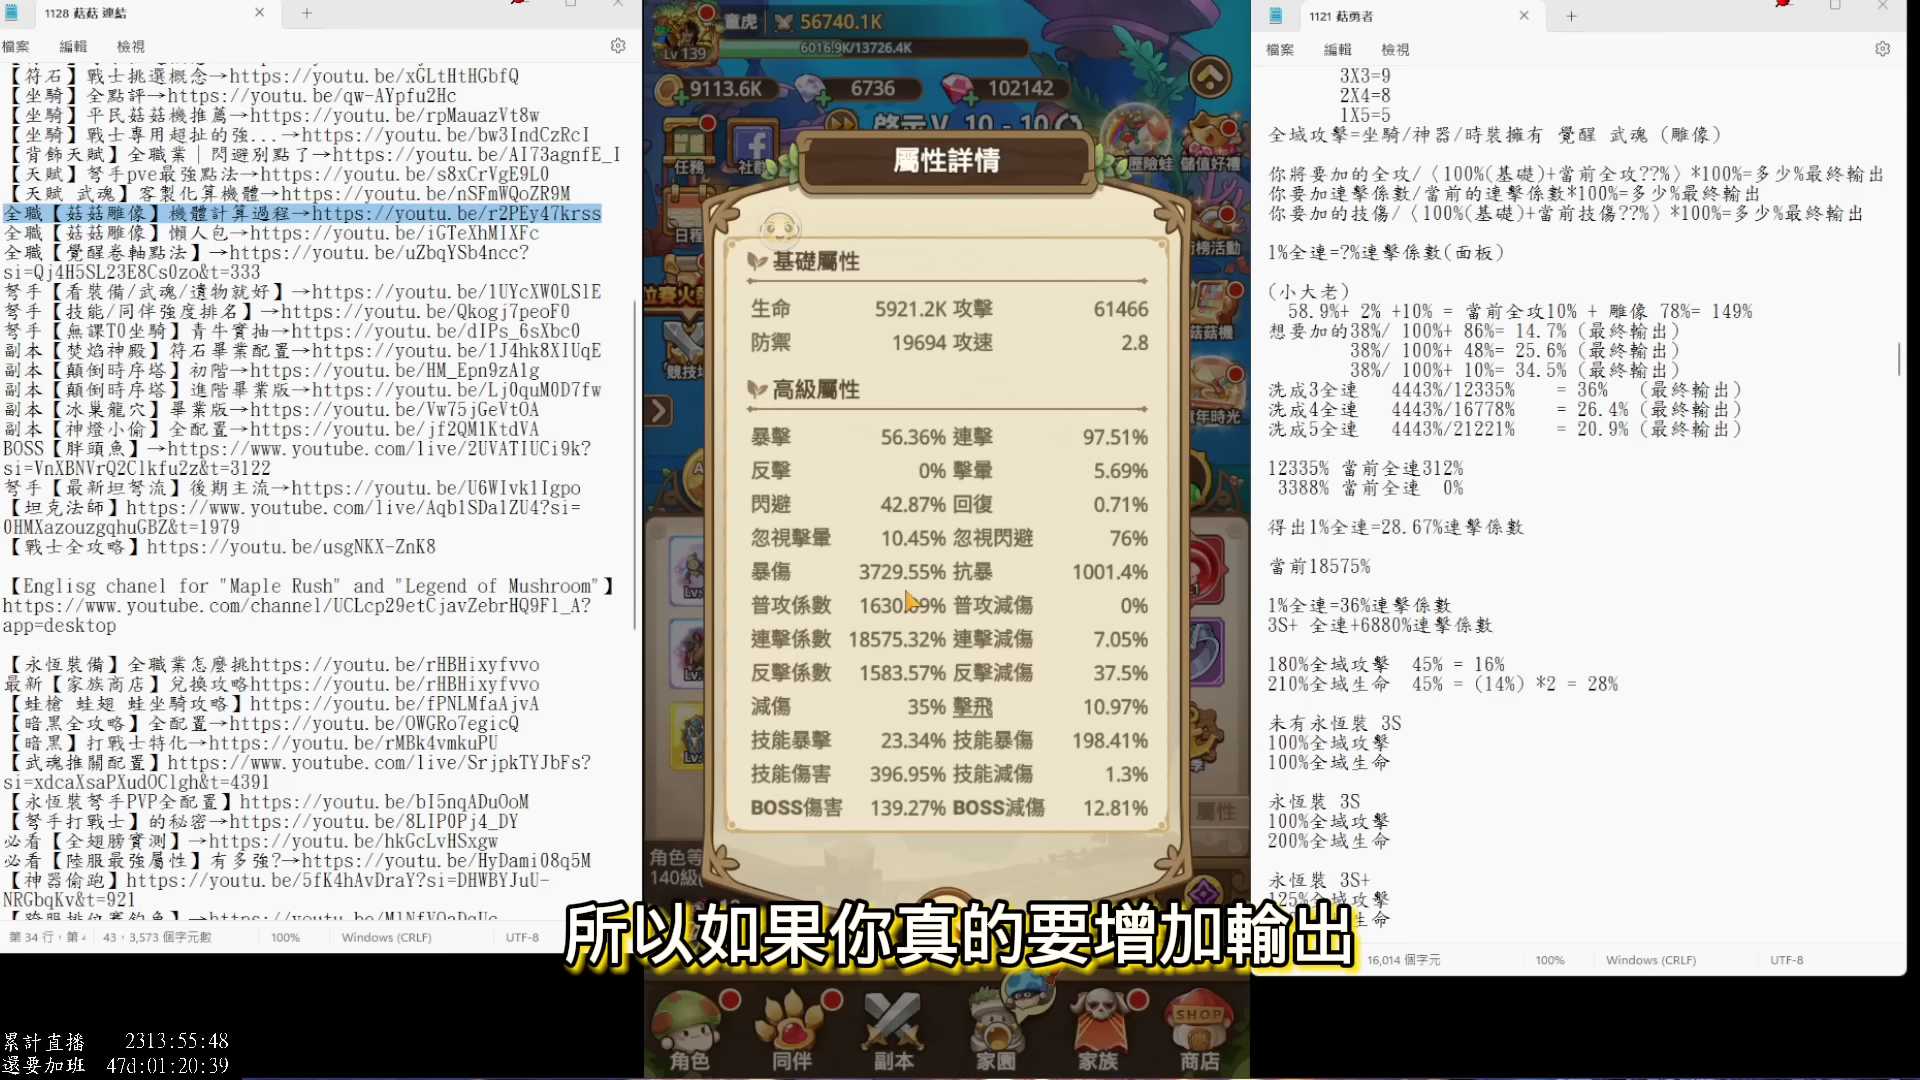 1128 菇菇 連結
檔案 編輯 檢視
【符石】戰士挑選概念→https://youtu.be/xGLtHtHGbfQ
【坐騎】全點評→https://youtu.be/qw-AYpfu2Hc
【坐騎】平民菇菇機推薦→https://youtu.be/rpMauazVt8w
【坐騎】戰士專用超扯的強...→https://youtu.be/bw3IndCzRcI
【背飾天賦】全職業｜閃避別點了→https://youtu.be/AI73agnfE_I
【天賦】弩手pve最強點法→https://youtu.be/s8xCrVgE9L0
【天賦 武魂】客製化算機體→https://youtu.be/nSFmWQoZR9M
全職【菇菇雕像】機體計算過程→https://youtu.be/r2PEy47krss
全職【菇菇雕像】懶人包→https://youtu.be/iGTeXhMIXFc
全職【覺醒卷軸點法】→https://youtu.be/uZbqYSb4ncc?
si=Qj4H5SL23E8Cs0zo&t=333
弩手【看裝備/武魂/遺物就好】→https://youtu.be/1UYcXW0LSlE
弩手【技能/同伴強度排名】→https://youtu.be/Qkogj7peoF0
弩手【無課T0坐騎】青牛實抽→https://youtu.be/dIPs_6sXbc0
副本【焚焰神殿】符石畢業配置→https://youtu.be/1J4hk8XIUqE
副本【顛倒時序塔】初階→https://youtu.be/HM_Epn9zA1g
副本【顛倒時序塔】進階畢業版→https://youtu.be/Lj0quM0D7fw
副本【冰巢龍穴】畢業版→https://youtu.be/Vw75jGeVtOA
副本【神燈小偷】全配置→https://youtu.be/jf2QM1KtdVA
BOSS【胖頭魚】→https://www.youtube.com/live/2UVATIUCi9k?
si=VnXBNVrQ2Clkfu2z&t=3122
弩手【最新坦弩流】後期主流→https://youtu.be/U6WIvk1Igpo
【坦克法師】https://www.youtube.com/live/Aqb1SDa1ZU4?si=
0HMXazouzgqhuGBZ&t=1979
【戰士全攻略】https://youtu.be/usgNKX-ZnK8
【Englisg chanel for "Maple Rush" and "Legend of Mushroom"】
https://www.youtube.com/channel/UCLcp29etCjavZebrHQ9Fl_A?
app=desktop
【永恆裝備】全職業怎麼挑https://youtu.be/rHBHixyfvvo
最新【家族商店】兌換攻略https://youtu.be/rHBHixyfvvo
【蛙槍 蛙翅 蛙坐騎攻略】https://youtu.be/fPNLMfaAjvA
【暗黑全攻略】全配置→https://youtu.be/OWGRo7egicQ
【暗黑】打戰士特化→https://youtu.be/rMBk4vmkuPU
【武魂推關配置】https://www.youtube.com/live/SrjpkTYJbFs?
si=xdcaXsaPXudOClgh&t=4391
【永恆裝弩手PVP全配置】https://youtu.be/bI5nqADuOoM
【弩手打戰士】的秘密→https://youtu.be/8LIP0Pj4_DY
必看【全翅膀實測】→https://youtu.be/hkGcLvHSxgw
必看【陸服最強屬性】有多強?→https://youtu.be/HyDami08q5M
【神器偷跑】https://youtu.be/5fK4hAvDraY?si=DHWBYJuU-
NRGbqKv&t=921
43，3,573 個字元數 100% Windows (CRLF) UTF-8
累計直播 2313:55:48
還要加班 47d:01:20:39
童虎 56740.1K
Lv 139 6016.9K/13726.4K
9113.6K 6736 102142
啓示V 10-10
任務 歷險蛙 儲值好禮
日程
屬性詳情
基礎屬性
生命 5921.2K 攻擊 61466
防禦 19694 攻速 2.8
高級屬性
暴擊 56.36% 連擊 97.51%
反擊 0% 擊暈 5.69%
閃避 42.87% 回復 0.71%
忽視擊暈 10.45% 忽視閃避 76%
暴傷 3729.55% 抗暴 1001.4%
普攻係數 1630.09% 普攻減傷 0%
連擊係數 18575.32% 連擊減傷 7.05%
反擊係數 1583.57% 反擊減傷 37.5%
減傷 35% 擊飛 10.97%
技能暴擊 23.34% 技能暴傷 198.41%
技能傷害 396.95% 技能減傷 1.3%
BOSS傷害 139.27% BOSS減傷 12.81%
屬性
所以如果你真的要增加輸出
角色 同伴 副本 家園 家族 商店
SHOP
1121 菇勇者
檔案 編輯 檢視
3X3=9
2X4=8
1X5=5
全域攻擊=坐騎/神器/時裝擁有 覺醒 武魂（雕像）
你將要加的全攻/〈100%(基礎)+當前全攻??%〉*100%=多少%最終輸出
你要加連擊係數/當前的連擊係數*100%=多少%最終輸出
你要加的技傷/〈100%(基礎)+當前技傷??%〉*100%=多少%最終輸出
1%全連=?%連擊係數(面板)
(小大老)
58.9%+ 2% +10% = 當前全攻10% + 雕像 78%= 149%
想要加的38%/ 100%+ 86%= 14.7%（最終輸出）
38%/ 100%+ 48%= 25.6%（最終輸出）
38%/ 100%+ 10%= 34.5%（最終輸出）
洗成3全連 4443%/12335% = 36% （最終輸出）
洗成4全連 4443%/16778% = 26.4%（最終輸出）
洗成5全連 4443%/21221% = 20.9%（最終輸出）
12335% 當前全連312%
3388% 當前全連 0%
得出1%全連=28.67%連擊係數
當前18575%
1%全連=36%連擊係數
3S+ 全連+6880%連擊係數
180%全域攻擊 45% = 16%
210%全域生命 45% = (14%) *2 = 28%
未有永恆裝 3S
100%全域攻擊
100%全域生命
永恆裝 3S
100%全域攻擊
200%全域生命
永恆裝 3S+
125%全域攻擊
16,014 個字元 100% Windows (CRLF) UTF-8